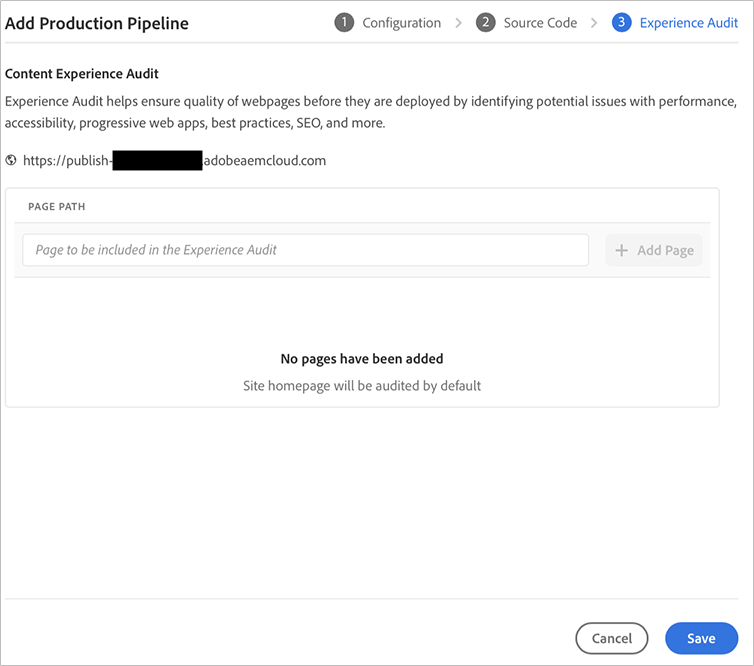 Add Production Pipeline
1 Configuration > 2 Source Code > 3 Experience Audit
Content Experience Audit
Experience Audit helps ensure quality of webpages before they are deployed by identifying potential issues with performance,
accessibility, progressive web apps, best practices, SEO, and more.
https://publish- adobeaemcloud.com
PAGE PATH
Page to be included in the Experience Audit
+ Add Page
No pages have been added
Site homepage will be audited by default
Cancel
Save